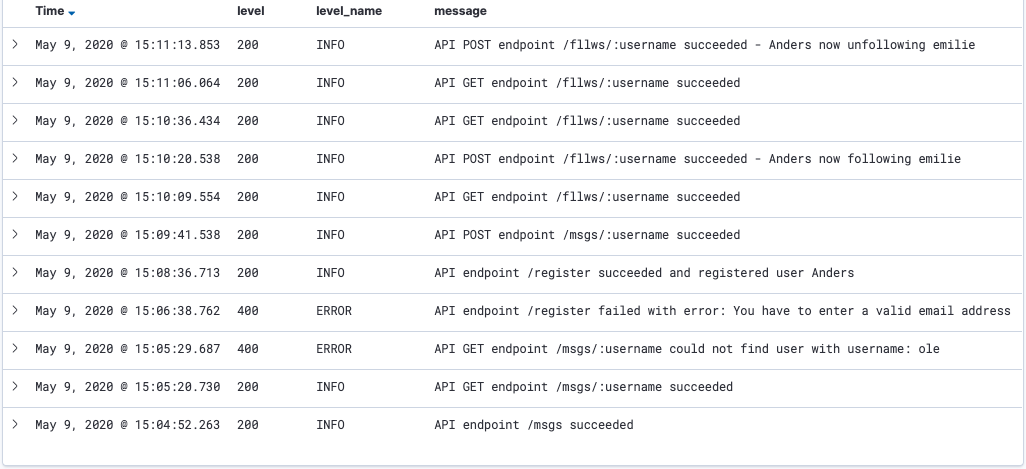 Time level level_name message
May 9, 2020 @ 15:11:13.853 200 INFO API POST endpoint /fllws/:username succeeded - Anders now unfollowing emilie
May 9, 2020 @ 15:11:06.064 200 INFO API GET endpoint /fllws/:username succeeded
May 9, 2020 @ 15:10:36.434 200 INFO API GET endpoint /fllws/:username succeeded
May 9, 2020 @ 15:10:20.538 200 INFO API POST endpoint /fllws/:username succeeded - Anders now following emilie
May 9, 2020 @ 15:10:09.554 200 INFO API GET endpoint /fllws/:username succeeded
May 9, 2020 @ 15:09:41.538 200 INFO API POST endpoint /msgs/:username succeeded
May 9, 2020 @ 15:08:36.713 200 INFO API endpoint /register succeeded and registered user Anders
May 9, 2020 @ 15:06:38.762 400 ERROR API endpoint /register failed with error: You have to enter a valid email address
May 9, 2020 @ 15:05:29.687 400 ERROR API GET endpoint /msgs/:username could not find user with username: ole
May 9, 2020 @ 15:05:20.730 200 INFO API GET endpoint /msgs/:username succeeded
May 9, 2020 @ 15:04:52.263 200 INFO API endpoint /msgs succeeded